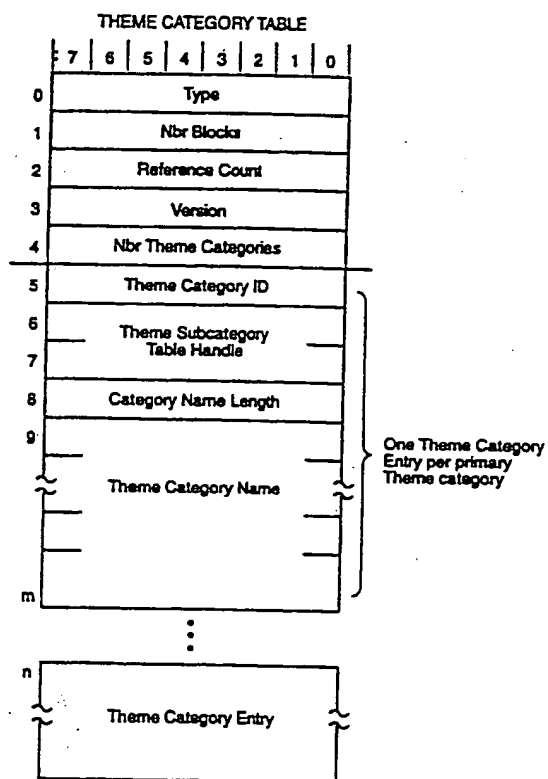 THEME CATEGORY TABLE
7 6 5 4 3 2 1 0
0 Type
1 Nbr Blocks
2 Reference Count
3 Version
4 Nbr Theme Categories
5 Theme Category ID
6 Theme Subcategory
7 Table Handle
8 Category Name Length
9
Theme Category Name
One Theme Category
Entry per primary
Theme category
m
n
Theme Category Entry